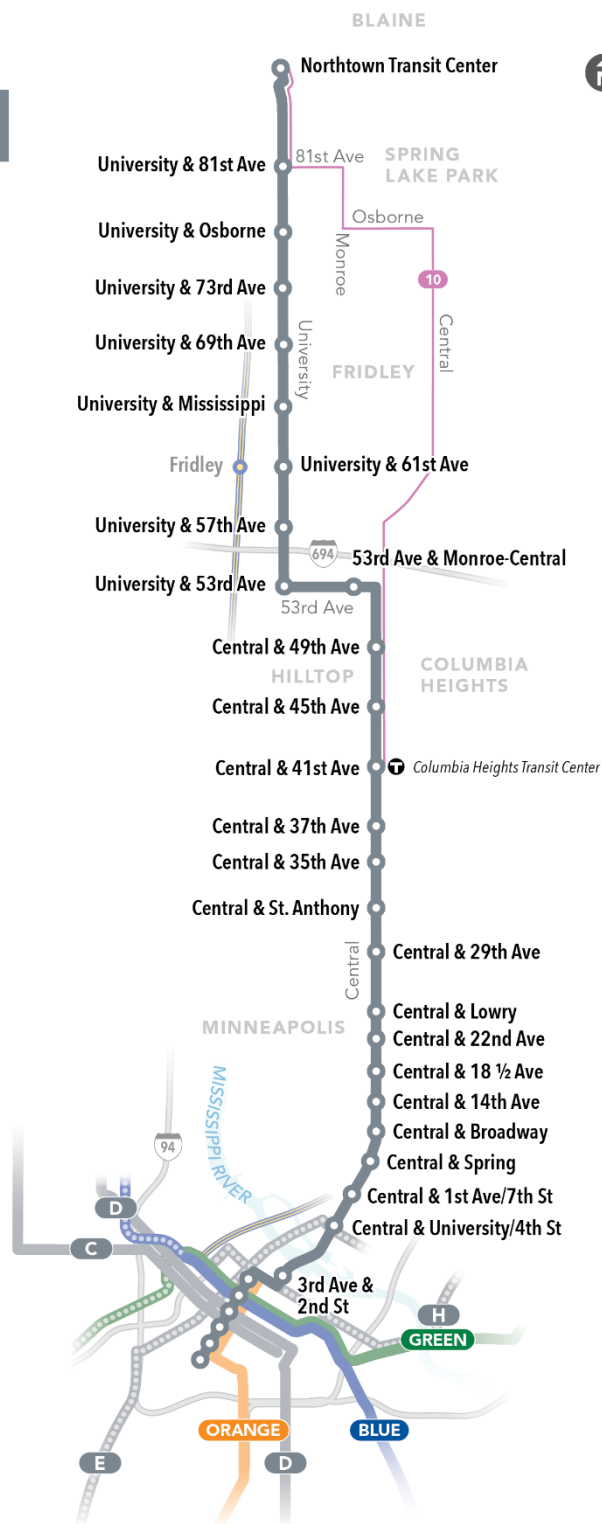 BLAINE
Northtown Transit Center
University & 81st Ave
81st Ave
SPRING
LAKE PARK
University & Osborne
Osborne
Monroe
University & 73rd Ave
10
University & 69th Ave
University
Central
FRIDLEY
University & Mississippi
Fridley
University & 61st Ave
University & 57th Ave
694
53rd Ave & Monroe-Central
University & 53rd Ave
53rd Ave
Central & 49th Ave
HILLTOP
COLUMBIA
HEIGHTS
Central & 45th Ave
Central & 41st Ave
T
Columbia Heights Transit Center
Central & 37th Ave
Central & 35th Ave
Central & St. Anthony
Central
Central & 29th Ave
Central & Lowry
MINNEAPOLIS
Central & 22nd Ave
Central & 18 ½ Ave
Central & 14th Ave
MISSISSIPPI RIVER
Central & Broadway
94
Central & Spring
Central & 1st Ave/7th St
D
Central & University/4th St
C
3rd Ave &
2nd St
H
GREEN
ORANGE
BLUE
E
D